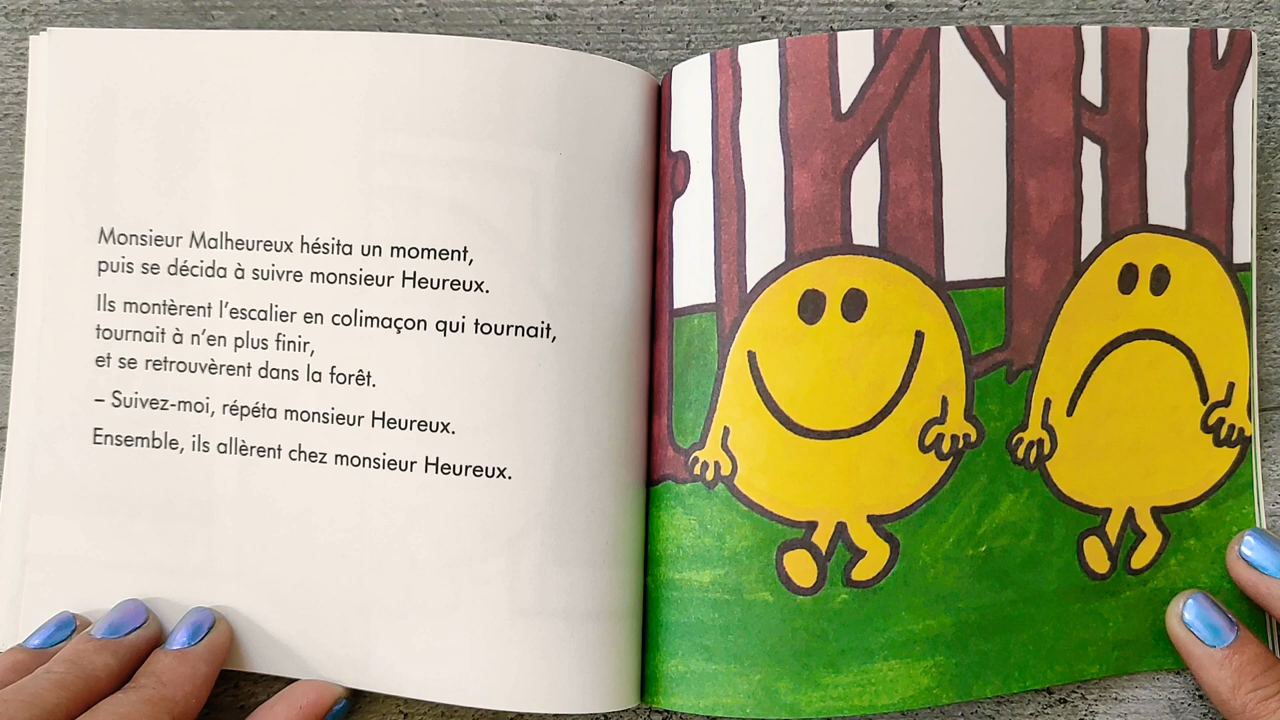 Monsieur Malheureux hésita un moment,
puis se décida à suivre monsieur Heureux.
Ils montèrent l'escalier en colimaçon qui tournait,
tournait à n'en plus finir,
et se retrouvèrent dans la forêt.
– Suivez-moi, répéta monsieur Heureux.
Ensemble, ils allèrent chez monsieur Heureux.